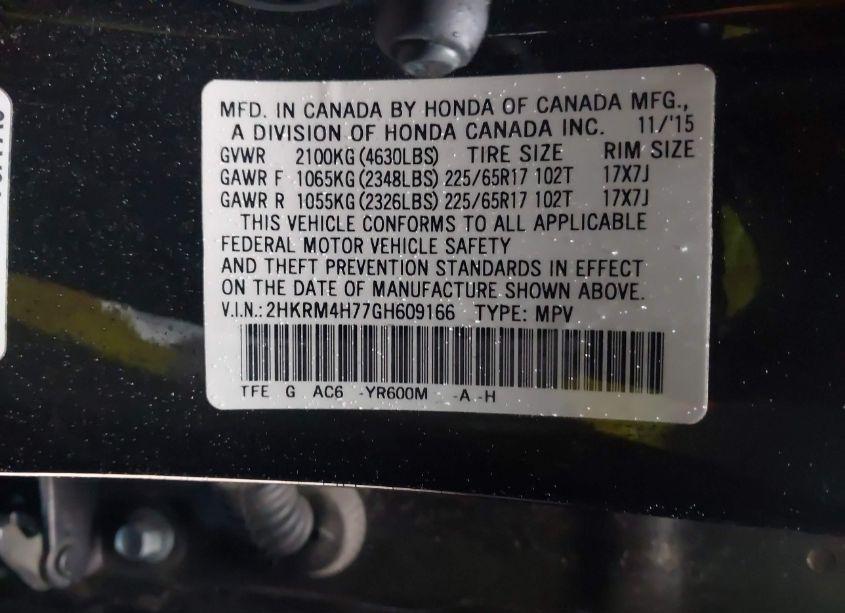 MFD. IN CANADA BY HONDA OF CANADA MFG.,
A DIVISION OF HONDA CANADA INC. 11/'15
GVWR 2100KG (4630LBS) TIRE SIZE RIM SIZE
GAWR F 1065KG (2348LBS) 225/65R17 102T 17X7J
GAWR R 1055KG (2326LBS) 225/65R17 102T 17X7J
THIS VEHICLE CONFORMS TO ALL APPLICABLE
FEDERAL MOTOR VEHICLE SAFETY
AND THEFT PREVENTION STANDARDS IN EFFECT
ON THE DATE OF MANUFACTURE SHOWN ABOVE.
V.I.N.: 2HKRM4H77GH609166 TYPE: MPV
TFE G AC6 -YR600M -A -H